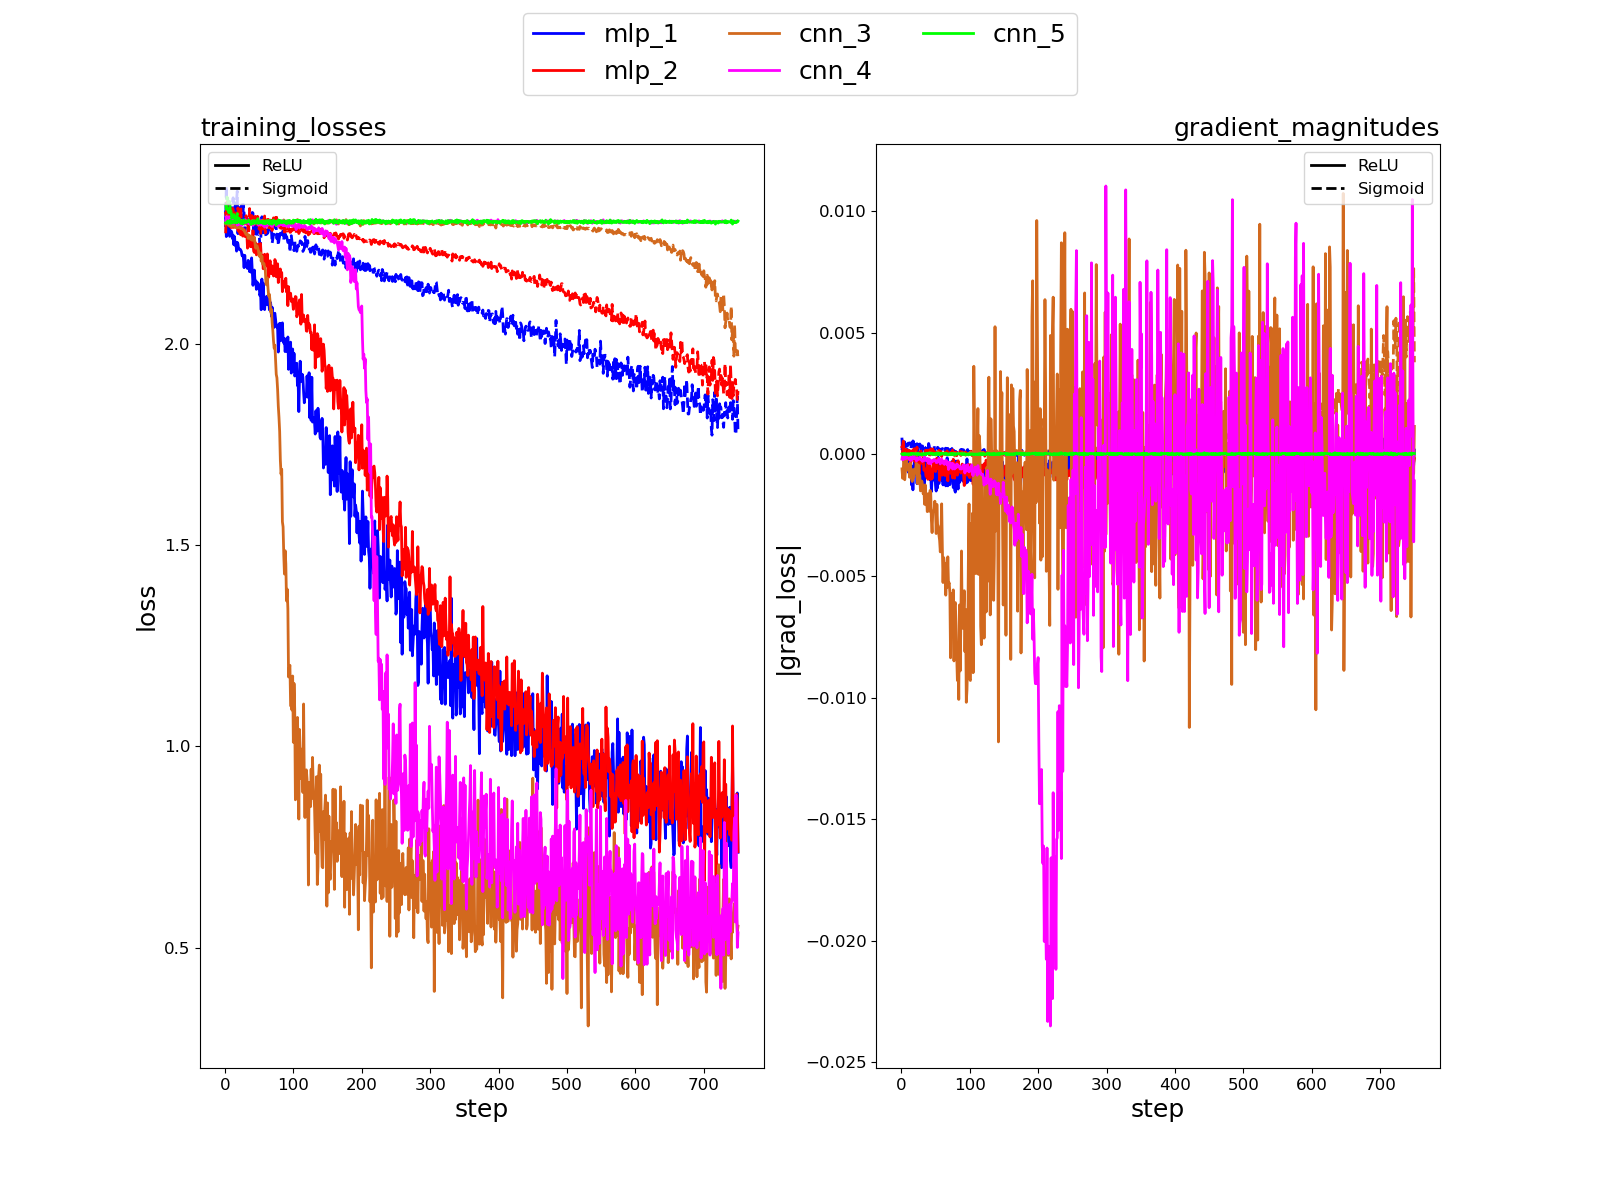 mlp_1 cnn_3 cnn_5
mlp_2 cnn_4
training_losses
ReLU
Sigmoid
2.0
1.5
1.0
0.5
loss
0 100 200 300 400 500 600 700
step
gradient_magnitudes
ReLU
Sigmoid
0.010
0.005
0.000
−0.005
−0.010
−0.015
−0.020
−0.025
|grad_loss|
0 100 200 300 400 500 600 700
step